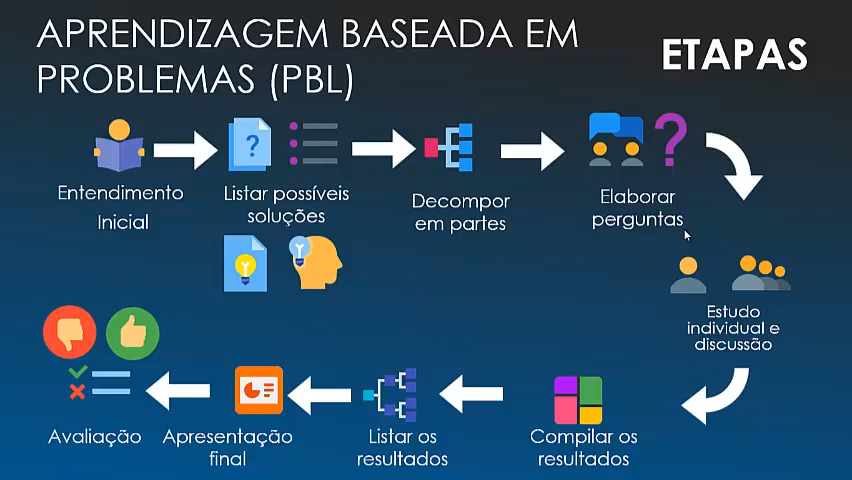 APRENDIZAGEM BASEADA EM
PROBLEMAS (PBL)
ETAPAS
Entendimento
Inicial
Listar possíveis
soluções
Decompor
em partes
Elaborar
perguntas
Estudo
individual e
discussão
Compilar os
resultados
Listar os
resultados
Apresentação
final
Avaliação